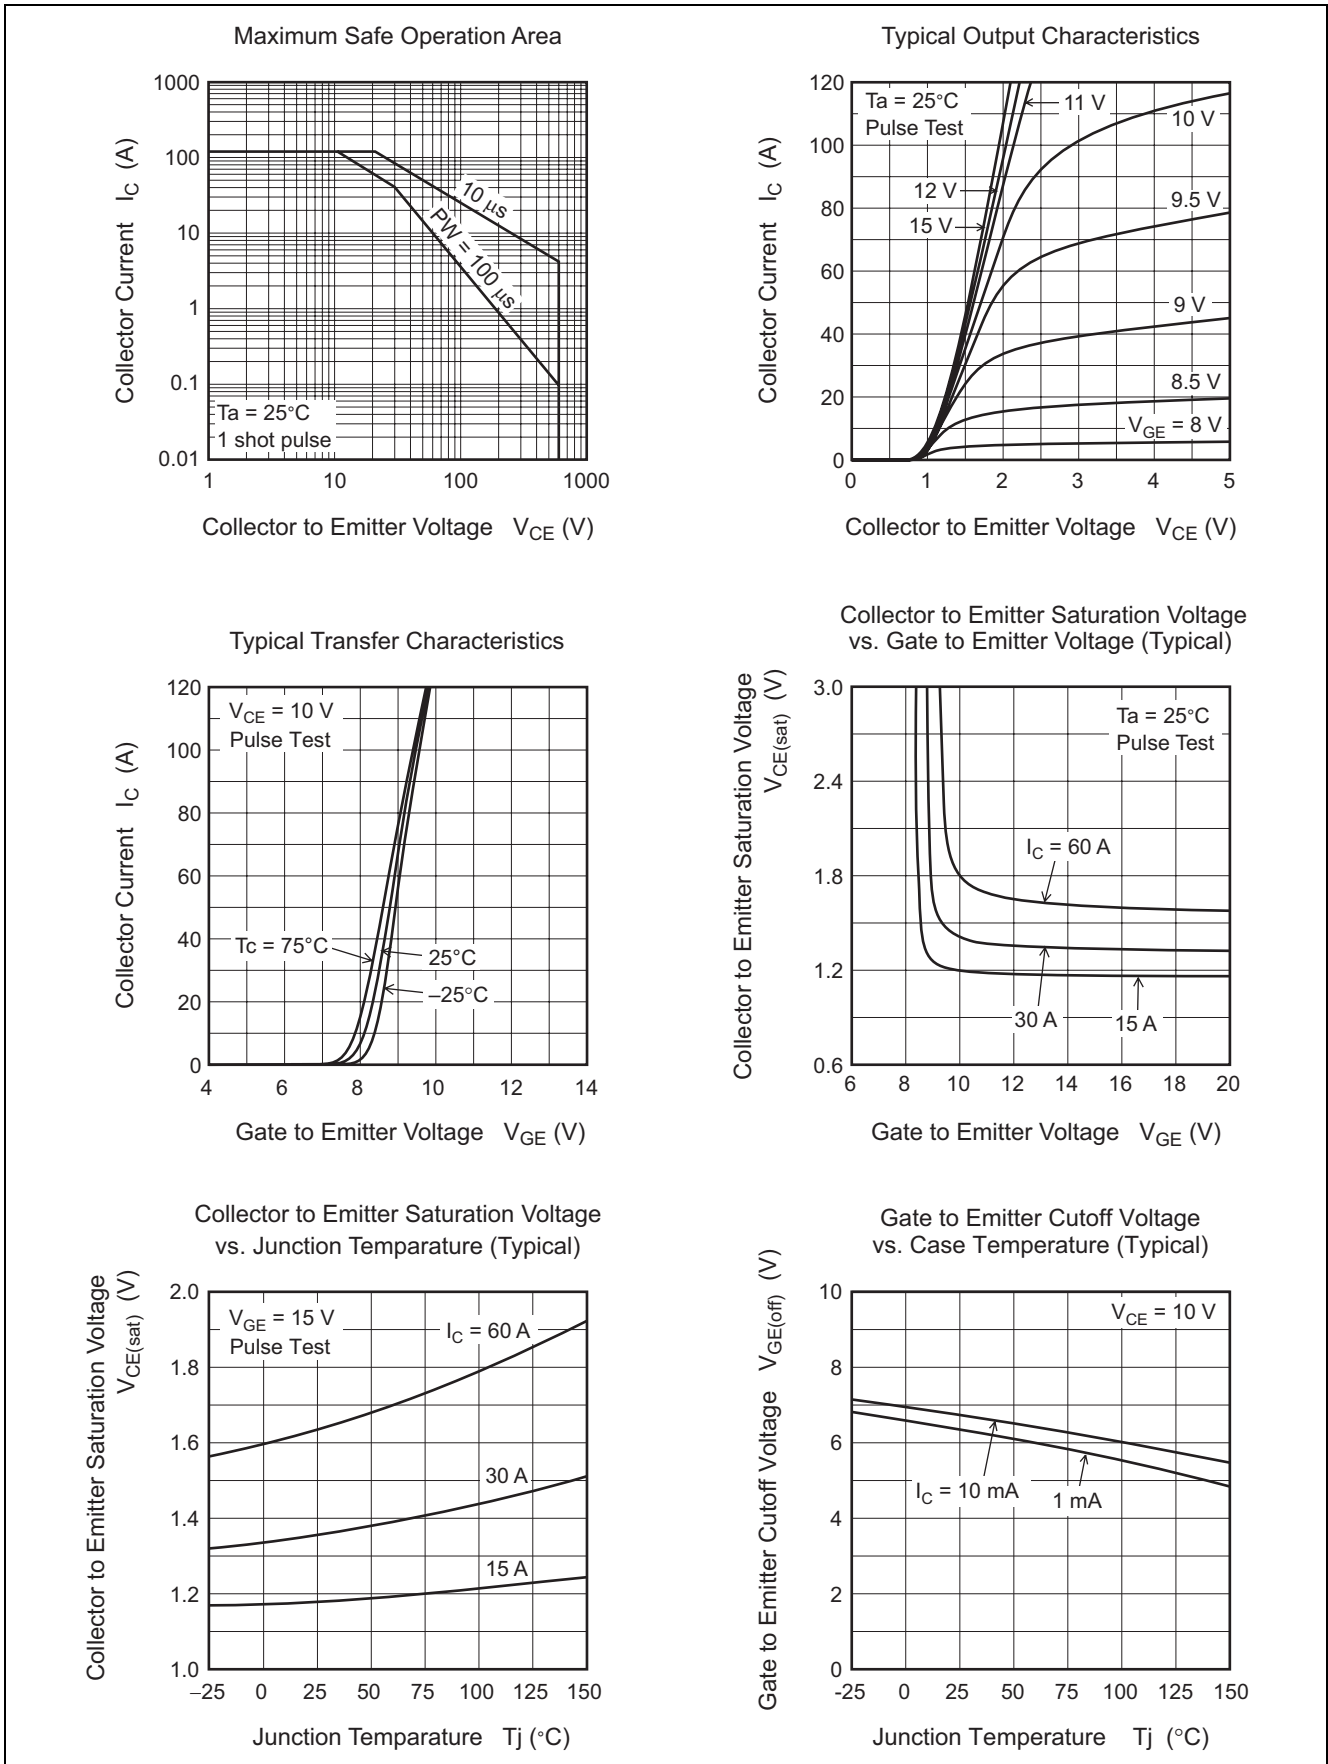 Maximum Safe Operation Area
Collector Current I_C (A)
1000
100
10
1
0.1
0.01
10 μs
PW = 100 μs
Ta = 25°C
1 shot pulse
1 10 100 1000
Collector to Emitter Voltage V_CE (V)
Typical Output Characteristics
Collector Current I_C (A)
120
100
80
60
40
20
0
Ta = 25°C
Pulse Test
11 V
10 V
12 V
15 V
9.5 V
9 V
8.5 V
V_GE = 8 V
0 1 2 3 4 5
Collector to Emitter Voltage V_CE (V)
Typical Transfer Characteristics
Collector Current I_C (A)
120
100
80
60
40
20
0
V_CE = 10 V
Pulse Test
Tc = 75°C
25°C
–25°C
4 6 8 10 12 14
Gate to Emitter Voltage V_GE (V)
Collector to Emitter Saturation Voltage
vs. Gate to Emitter Voltage (Typical)
Collector to Emitter Saturation Voltage
V_CE(sat) (V)
3.0
2.4
1.8
1.2
0.6
Ta = 25°C
Pulse Test
I_C = 60 A
30 A
15 A
6 8 10 12 14 16 18 20
Gate to Emitter Voltage V_GE (V)
Collector to Emitter Saturation Voltage
vs. Junction Temparature (Typical)
Collector to Emitter Saturation Voltage
V_CE(sat) (V)
2.0
1.8
1.6
1.4
1.2
1.0
V_GE = 15 V
Pulse Test
I_C = 60 A
30 A
15 A
–25 0 25 50 75 100 125 150
Junction Temparature Tj (°C)
Gate to Emitter Cutoff Voltage
vs. Case Temperature (Typical)
Gate to Emitter Cutoff Voltage V_GE(off) (V)
10
8
6
4
2
0
V_CE = 10 V
I_C = 10 mA
1 mA
-25 0 25 50 75 100 125 150
Junction Temperature Tj (°C)